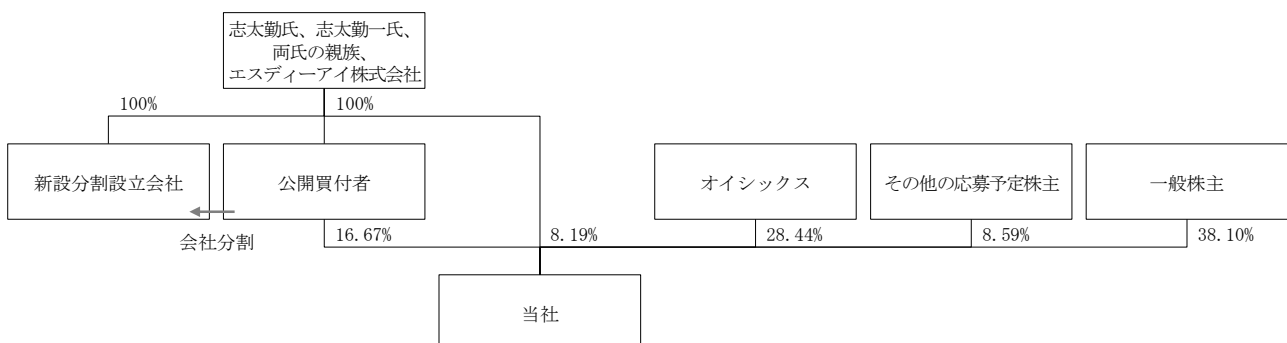 志太勤氏、志太勤一氏、
両氏の親族、
エスディーアイ株式会社
100%
100%
新設分割設立会社
公開買付者
オイシックス
その他の応募予定株主
一般株主
会社分割
16.67%
8.19%
28.44%
8.59%
38.10%
当社